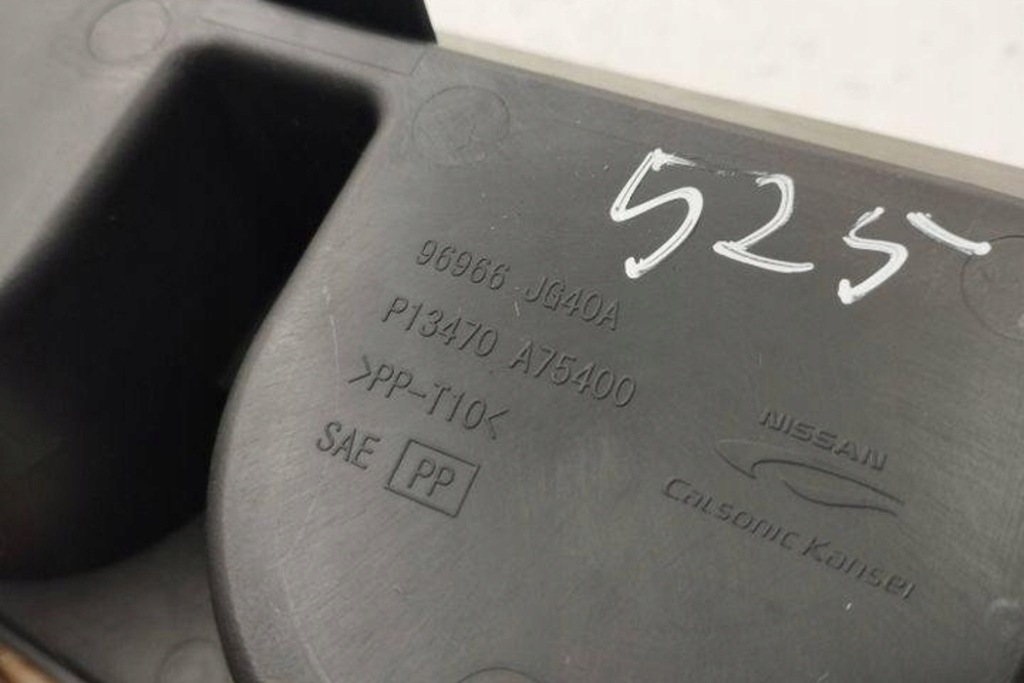 525
96966 JG40A
P13470 A75400
>PP-T10<
SAE PP
NISSAN
Calsonic Kansei